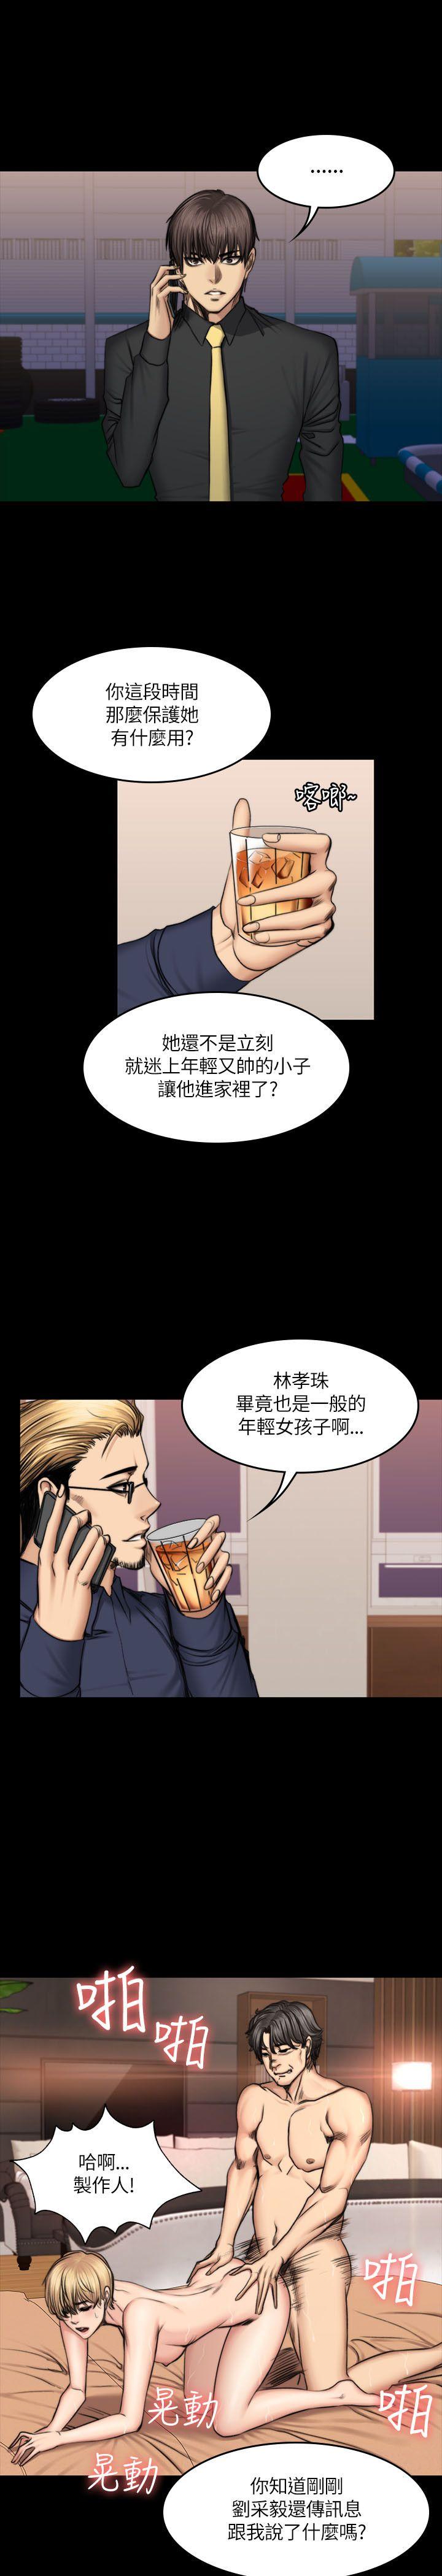 ......
你這段時間
那麼保護她
有什麼用?
喀啷~
她還不是立刻
就迷上年輕又帥的小子
讓他進家裡了?
林孝珠
畢竟也是一般的
年輕女孩子啊...
啪
啪
哈啊...
製作人!
啪
啪
晃動
晃動
你知道剛剛
劉采毅還傳訊息
跟我說了什麼嗎?